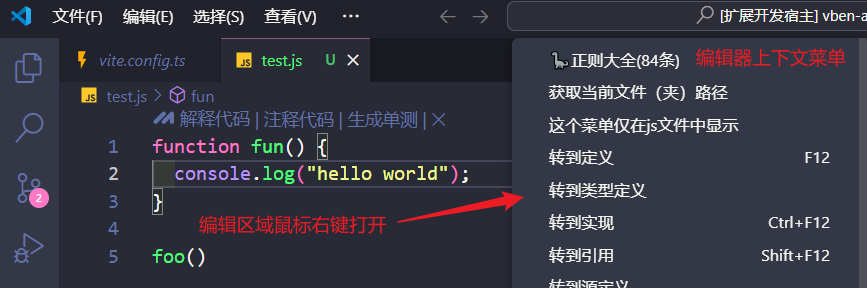 文件(F) 编辑(E) 选择(S) 查看(V) ··· [扩展开发宿主] vben-a
vite.config.ts JS test.js U
JS test.js > fun
解释代码 | 注释代码 | 生成单测 |
1 function fun() {
2 console.log("hello world");
3 }
4
5 foo()
2
编辑区域鼠标右键打开
正则大全(84条) 编辑器上下文菜单
获取当前文件（夹）路径
这个菜单仅在js文件中显示
转到定义 F12
转到类型定义
转到实现 Ctrl+F12
转到引用 Shift+F12
转到源定义